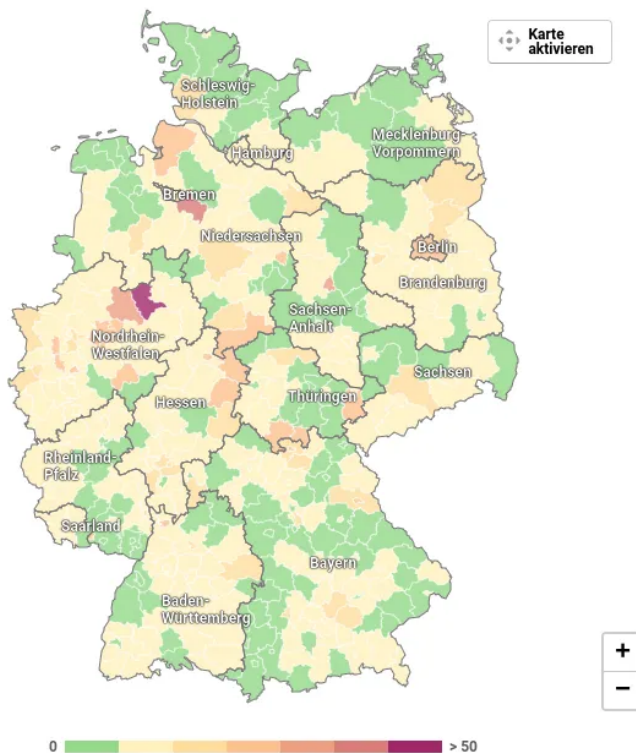 Karte
aktivieren
Schleswig-
Holstein
Mecklenburg-
Vorpommern
Hamburg
Bremen
Niedersachsen
Berlin
Brandenburg
Sachsen-
Anhalt
Nordrhein-
Westfalen
Sachsen
Thüringen
Hessen
Rheinland-
Pfalz
Saarland
Bayern
Baden-
Württemberg
+
−
0 > 50